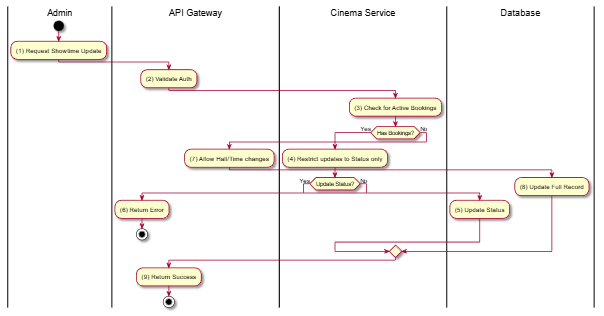 Admin
API Gateway
Cinema Service
Database
(1) Request Showtime Update
(2) Validate Auth
(3) Check for Active Bookings
Yes
Has Bookings?
No
(7) Allow Hall/Time changes
(4) Restrict updates to Status only
Yes
Update Status?
No
(8) Update Full Record
(6) Return Error
(5) Update Status
(9) Return Success